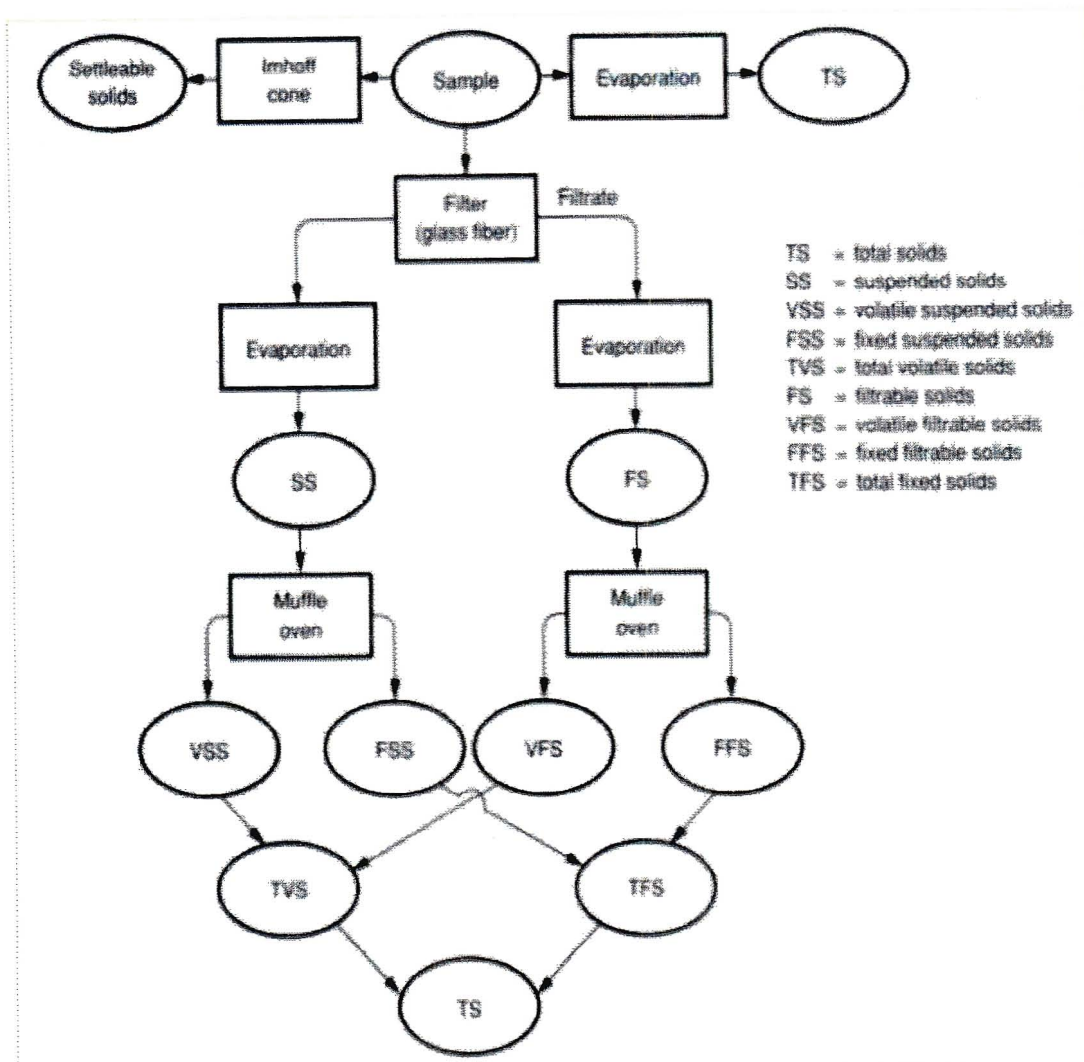 Settleable
solids
Imhoff
cone
Sample
Evaporation
TS
Filter
(glass fiber)
Filtrate
Evaporation
Evaporation
SS
FS
Muffle
oven
Muffle
oven
VSS
FSS
VFS
FFS
TVS
TFS
TS
TS = total solids
SS = suspended solids
VSS = volatile suspended solids
FSS = fixed suspended solids
TVS = total volatile solids
FS = filtrable solids
VFS = volatile filtrable solids
FFS = fixed filtrable solids
TFS = total fixed solids